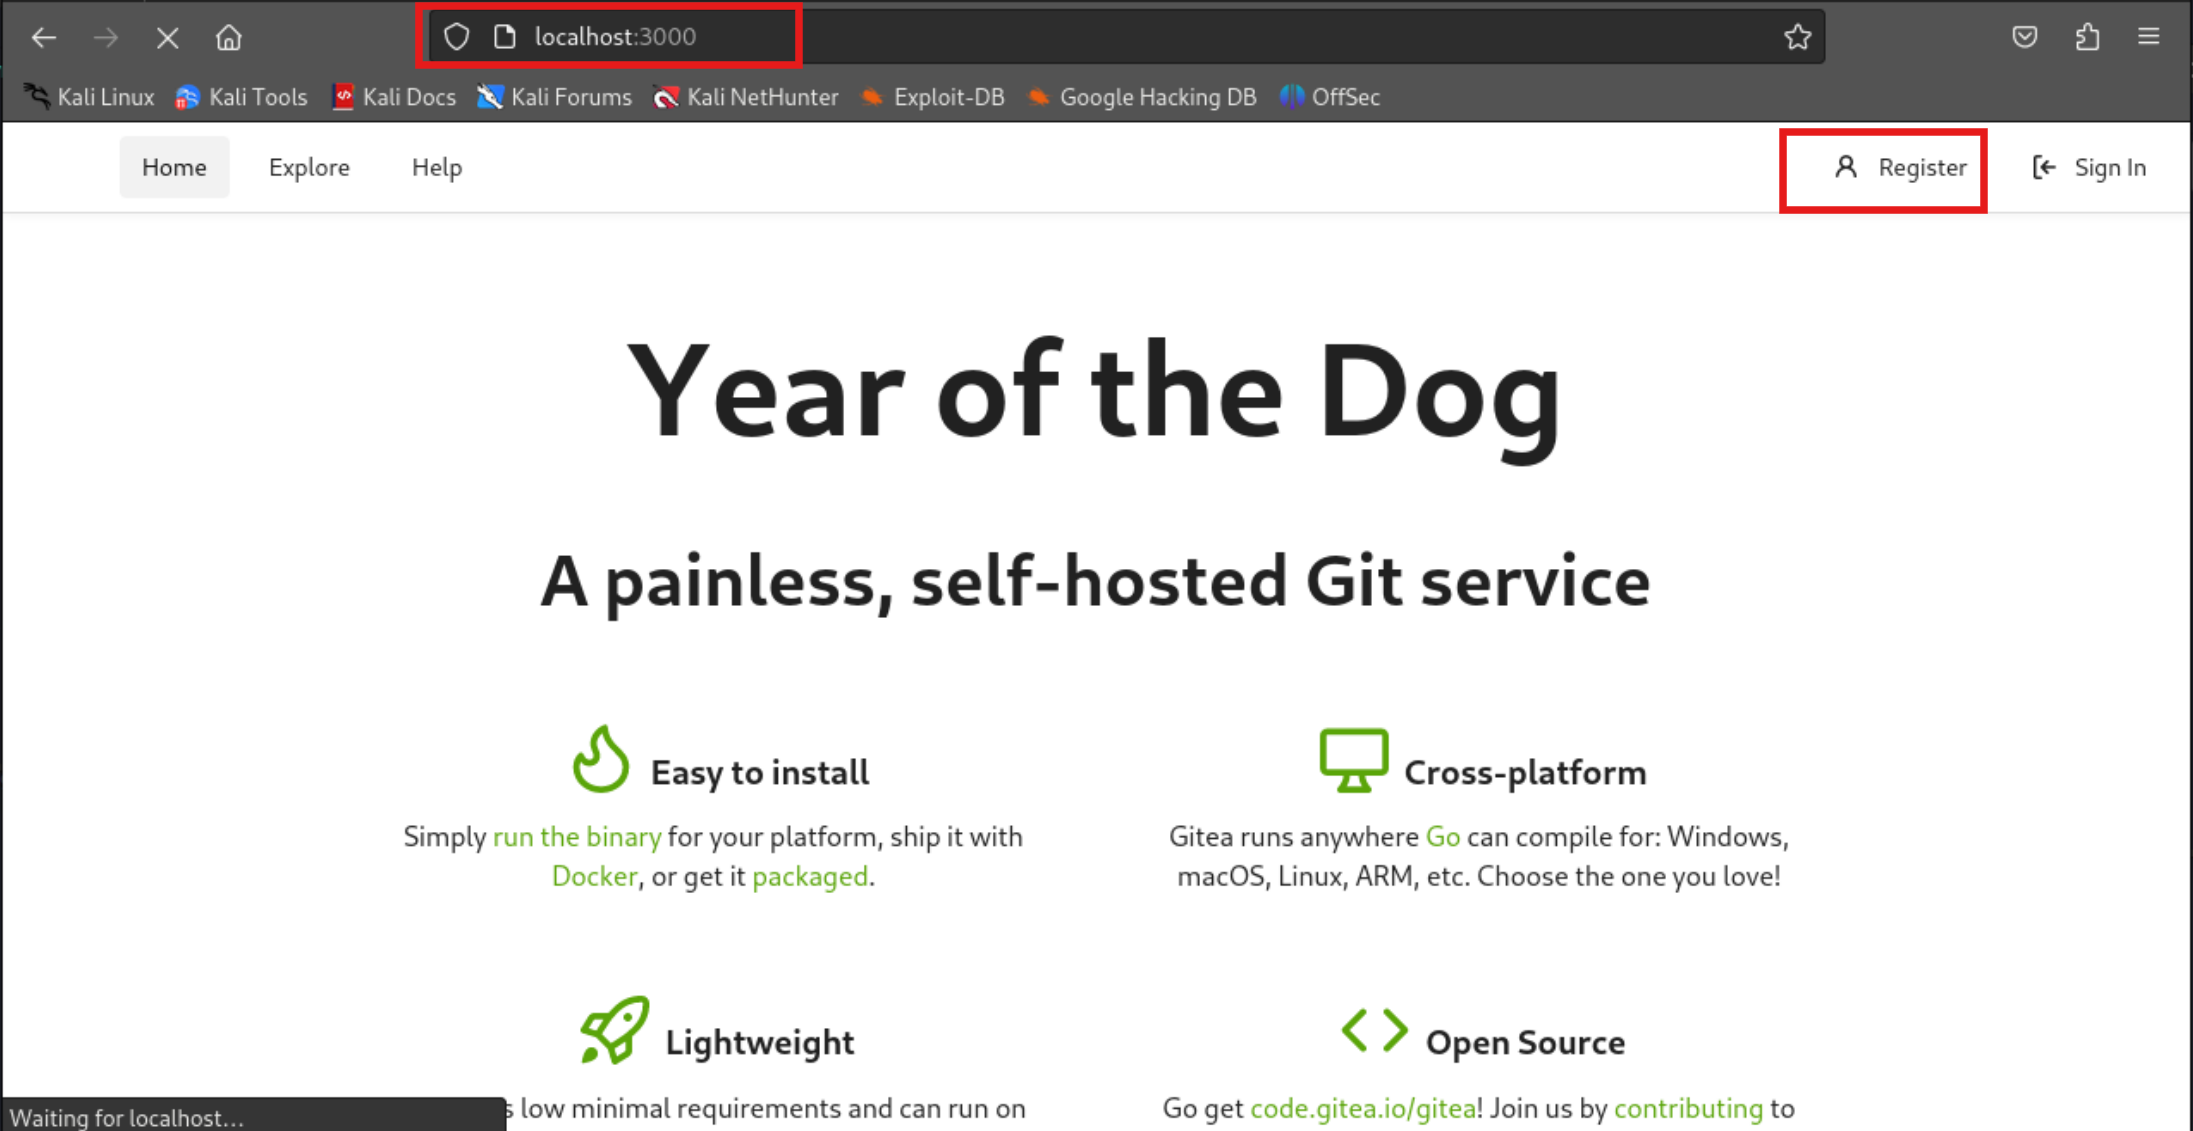 localhost:3000
Kali Linux Kali Tools Kali Docs Kali Forums Kali NetHunter Exploit-DB Google Hacking DB OffSec
Home Explore Help Register Sign In
Year of the Dog
A painless, self-hosted Git service
Easy to install
Simply run the binary for your platform, ship it with
Docker, or get it packaged.
Cross-platform
Gitea runs anywhere Go can compile for: Windows,
macOS, Linux, ARM, etc. Choose the one you love!
Lightweight
s low minimal requirements and can run on
Open Source
Go get code.gitea.io/gitea! Join us by contributing to
Waiting for localhost...